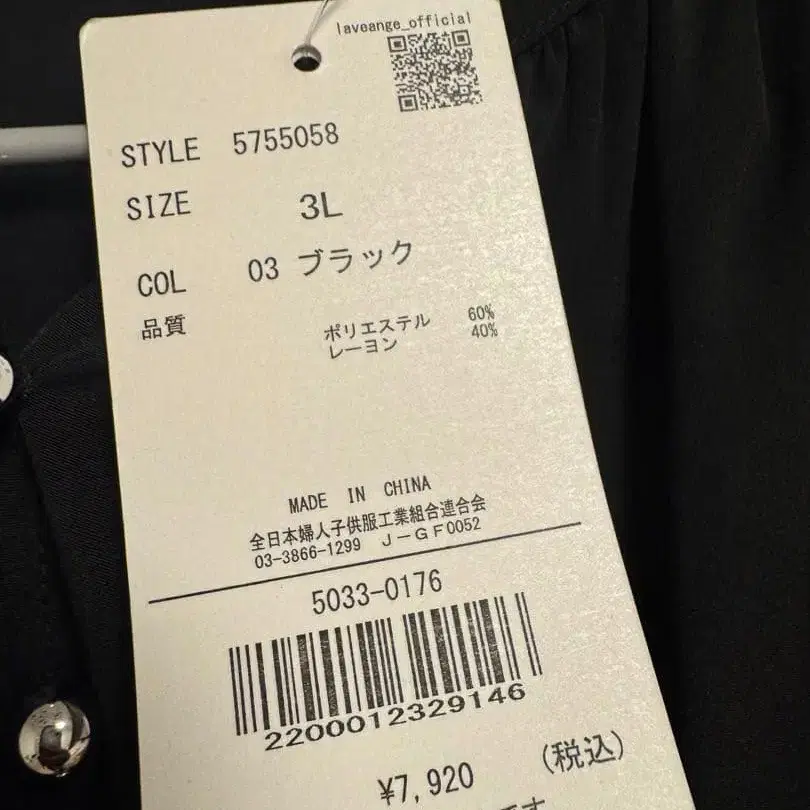 laveange_official
STYLE 5755058
SIZE 3L
COL 03 ブラック
品質
ポリエステル 60%
レーヨン 40%
MADE IN CHINA
全日本婦人子供服工業組合連合会
03-3866-1299 J-GF0052
5033-0176
2200012329146
¥7,920 (税込)
です